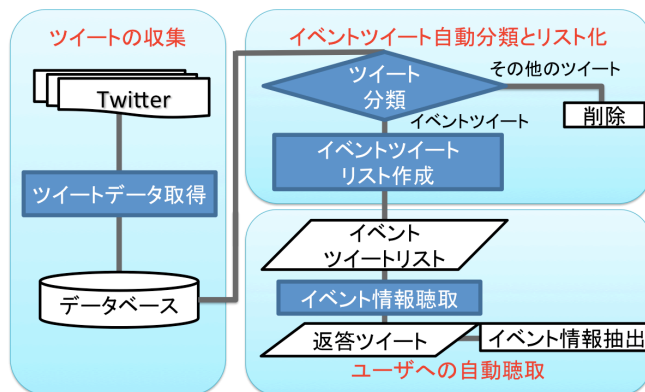 ツイートの収集
Twitter
ツイートデータ取得
データベース
イベントツイート自動分類とリスト化
ツイート
分類
その他のツイート
削除
イベントツイート
イベントツイート
リスト作成
イベント
ツイートリスト
イベント情報聴取
返答ツイート
イベント情報抽出
ユーザへの自動聴取